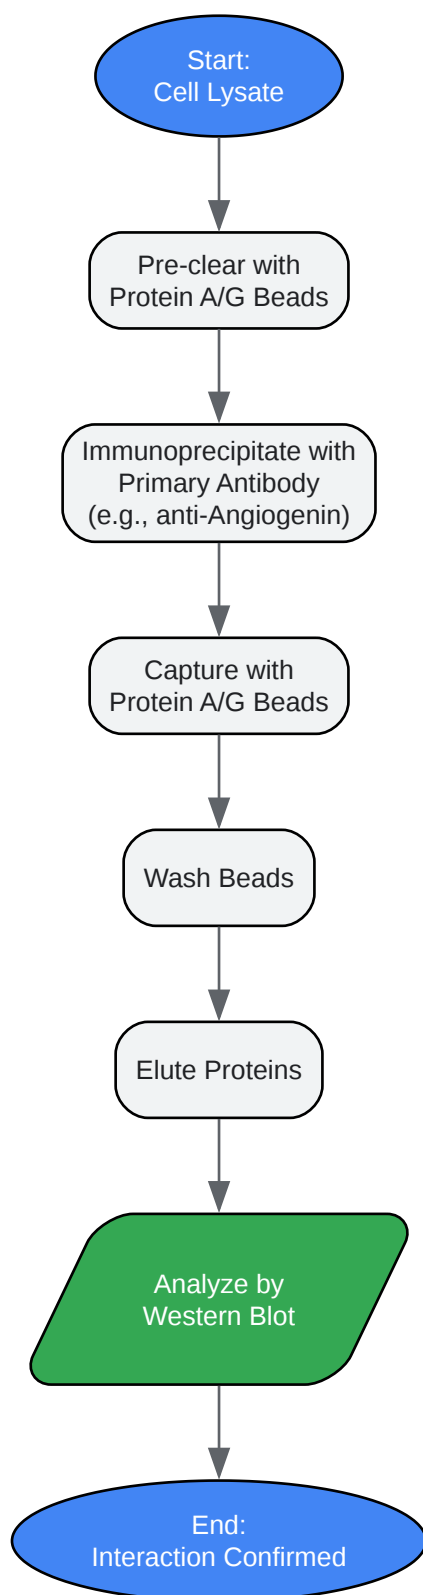 Start:
Cell Lysate
Pre-clear with
Protein A/G Beads
Immunoprecipitate with
Primary Antibody
(e.g., anti-Angiogenin)
Capture with
Protein A/G Beads
Wash Beads
Elute Proteins
Analyze by
Western Blot
End:
Interaction Confirmed